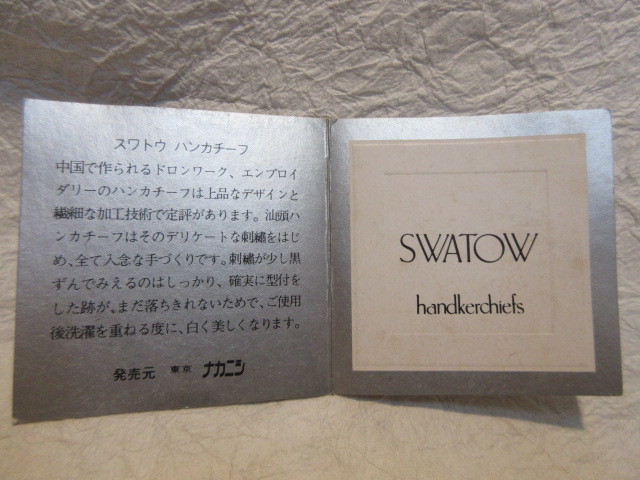 スワトウ ハンカチーフ
中国で作られるドロンワーク、エンブロイ
ダリーのハンカチーフは上品なデザインと
繊細な加工技術で定評があります。汕頭ハ
ンカチーフはそのデリケートな刺繡をはじ
め、全て入念な手づくりです。刺繡が少し黒
ずんでみえるのはしっかり、確実に型付を
した跡が、まだ落ちきれないためで、ご使用
後洗濯を重ねる度に、白く美しくなります。
発売元 東京 ナカニシ
SWATOW
handkerchiefs